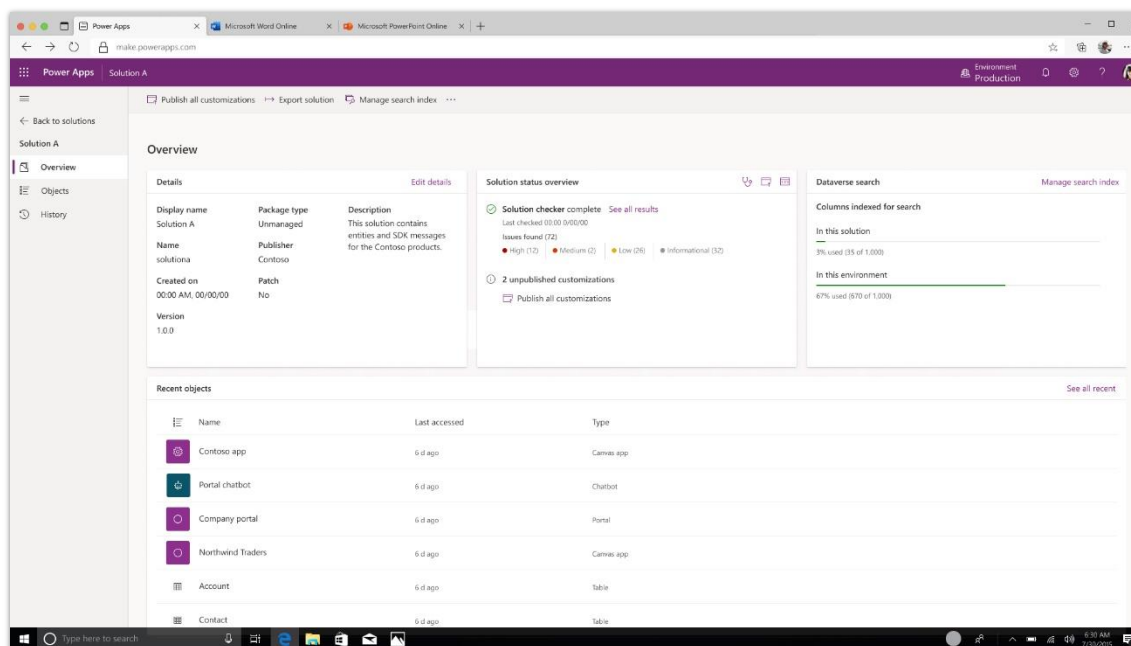 Power Apps
Microsoft Word Online
Microsoft PowerPoint Online
make.powerapps.com
Power Apps Solution A
Environment
Production
Publish all customizations Export solution Manage search index
Back to solutions
Solution A
Overview
Objects
History
Overview
Details Edit details
Display name Package type Description
Solution A Unmanaged This solution contains
entities and SDK messages
for the Contoso products.
Name Publisher
solutiona Contoso
Created on Patch
00:00 AM, 00/00/00 No
Version
1.0.0
Solution status overview
Solution checker complete See all results
Last checked 00:00 0/00/00
Issues found (72)
High (12) Medium (2) Low (26) Informational (32)
2 unpublished customizations
Publish all customizations
Dataverse search Manage search index
Columns indexed for search
In this solution
3% used (35 of 1,000)
In this environment
67% used (670 of 1,000)
Recent objects See all recent
Name Last accessed Type
Contoso app 6 d ago Canvas app
Portal chatbot 6 d ago Chatbot
Company portal 6 d ago Portal
Northwind Traders 6 d ago Canvas app
Account 6 d ago Table
Contact 6 d ago Table
Type here to search
6:30 AM
7/30/2015